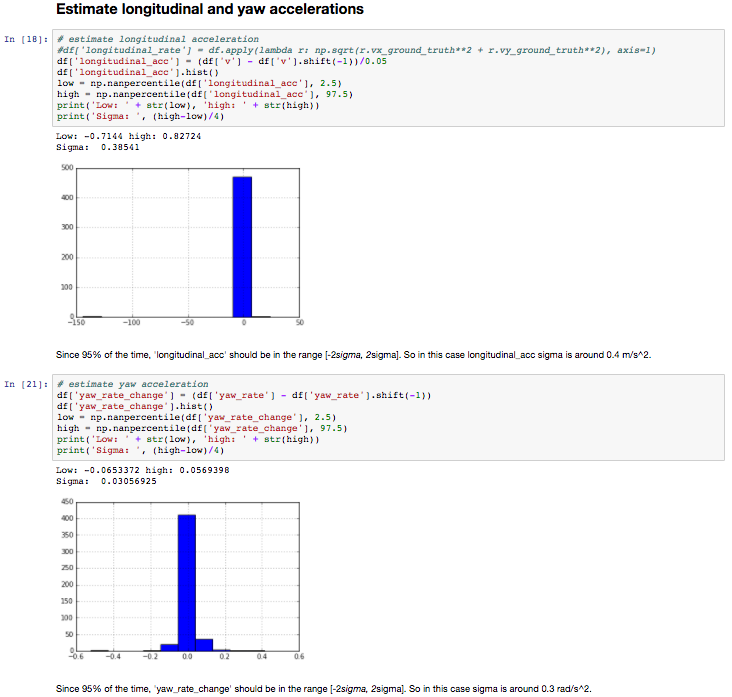 Estimate longitudinal and yaw accelerations
In [18]: # estimate longitudinal acceleration
#df['longitudinal_rate'] = df.apply(lambda r: np.sqrt(r.vx_ground_truth**2 + r.vy_ground_truth**2), axis=1)
df['longitudinal_acc'] = (df['v'] - df['v'].shift(-1))/0.05
df['longitudinal_acc'].hist()
low = np.nanpercentile(df['longitudinal_acc'], 2.5)
high = np.nanpercentile(df['longitudinal_acc'], 97.5)
print('Low: ' + str(low), 'high: ' + str(high))
print('Sigma: ', (high-low)/4)
Low: -0.7144 high: 0.82724
Sigma:  0.38541
500
400
300
200
100
0
-150 -100 -50 0 50
Since 95% of the time, 'longitudinal_acc' should be in the range [-2sigma, 2sigma]. So in this case longitudinal_acc sigma is around 0.4 m/s^2.
In [21]: # estimate yaw acceleration
df['yaw_rate_change'] = (df['yaw_rate'] - df['yaw_rate'].shift(-1))
df['yaw_rate_change'].hist()
low = np.nanpercentile(df['yaw_rate_change'], 2.5)
high = np.nanpercentile(df['yaw_rate_change'], 97.5)
print('Low: ' + str(low), 'high: ' + str(high))
print('Sigma: ', (high-low)/4)
Low: -0.0653372 high: 0.0569398
Sigma:  0.03056925
450
400
350
300
250
200
150
100
50
0
-0.6 -0.4 -0.2 0.0 0.2 0.4 0.6
Since 95% of the time, 'yaw_rate_change' should be in the range [-2sigma, 2sigma]. So in this case sigma is around 0.3 rad/s^2.